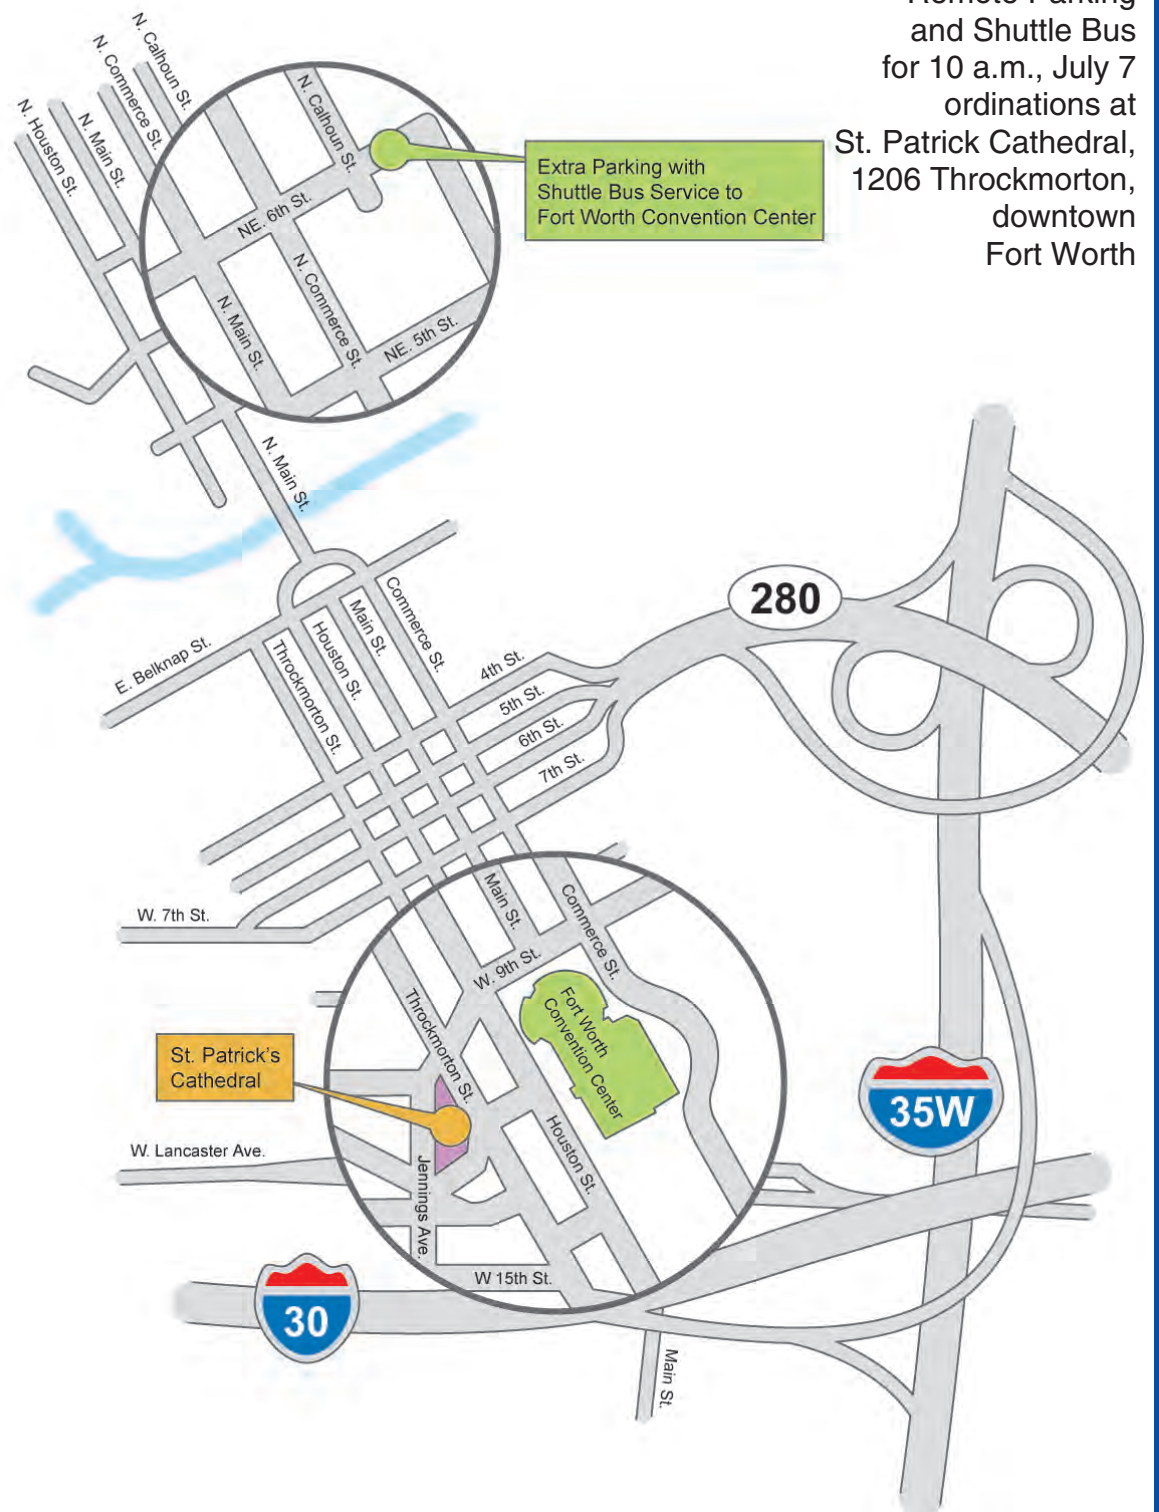 Remote Parking
and Shuttle Bus
for 10 a.m., July 7
ordinations at
St. Patrick Cathedral,
1206 Throckmorton,
downtown
Fort Worth
N. Calhoun St.
N. Commerce St.
N. Main St.
N. Houston St.
N. Calhoun St.
NE. 6th St.
N. Commerce St.
N. Main St.
NE. 5th St.
Extra Parking with
Shuttle Bus Service to
Fort Worth Convention Center
N. Main St.
280
E. Belknap St.
Throckmorton St.
Houston St.
Main St.
Commerce St.
4th St.
5th St.
6th St.
7th St.
W. 7th St.
Main St.
Commerce St.
W. 9th St.
Throckmorton St.
Fort Worth
Convention Center
St. Patrick's
Cathedral
35W
Houston St.
W. Lancaster Ave.
Jennings Ave.
W 15th St.
30
Main St.